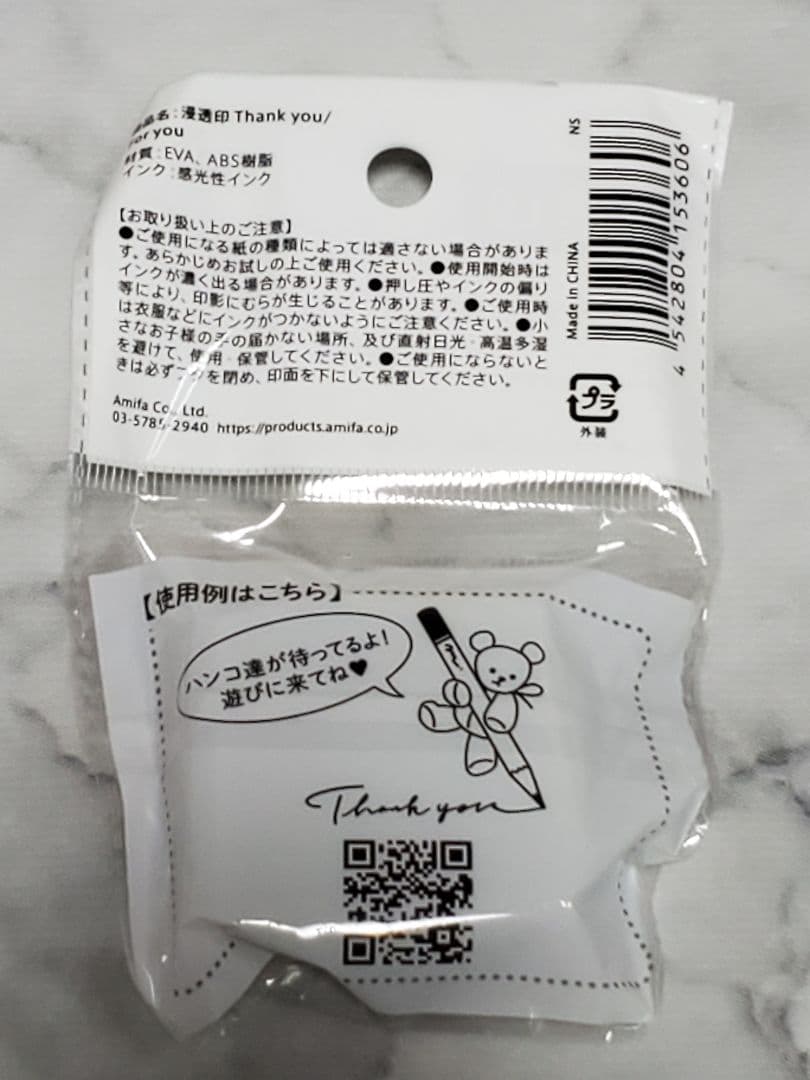 品名：浸透印 Thank you/
For you
材質：EVA、ABS樹脂
インク：感光性インク
【お取り扱い上のご注意】
●ご使用になる紙の種類によっては適さない場合がありま
す。あらかじめお試しの上ご使用ください。●使用開始時は
インクが濃く出る場合があります。●押し圧やインクの偏り
等により、印影にむらが生じることがあります。●ご使用時
は衣服などにインクがつかないようにご注意ください。●小
さなお子様の手の届かない場所、及び直射日光・高温多湿
を避けて、使用・保管してください。●ご使用にならないと
きは必ずフタを閉め、印面を下にして保管してください。
Amifa Co., Ltd.
03-5785-2940 https://products.amifa.co.jp
NS
Made in CHINA
4 542804 153606
プラ
外装
【使用例はこちら】
ハンコ達が待ってるよ!
遊びに来てね♥
Thank you